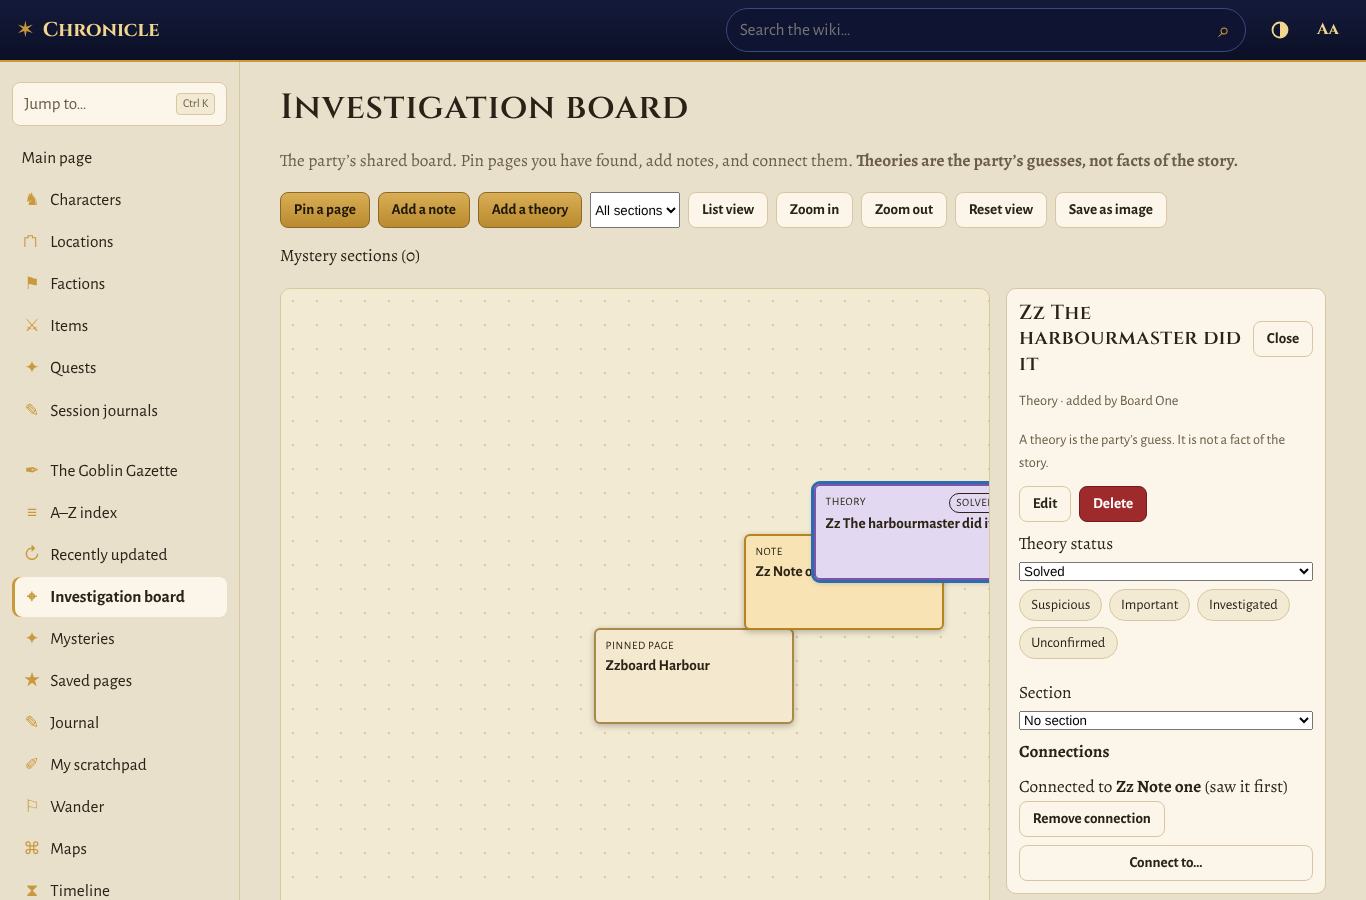 Chronicle
Search the wiki...
AA
Jump to...
Ctrl K
Main page
Characters
Locations
Factions
Items
Quests
Session journals
The Goblin Gazette
A–Z index
Recently updated
Investigation board
Mysteries
Saved pages
Journal
My scratchpad
Wander
Maps
Timeline
Investigation board
The party's shared board. Pin pages you have found, add notes, and connect them. Theories are the party's guesses, not facts of the story.
Pin a page
Add a note
Add a theory
All sections
List view
Zoom in
Zoom out
Reset view
Save as image
Mystery sections (0)
THEORY
SOLVE
Zz The harbourmaster did i
NOTE
Zz Note o
PINNED PAGE
Zzboard Harbour
Zz The
harbourmaster did
it
Close
Theory · added by Board One
A theory is the party's guess. It is not a fact of the
story.
Edit
Delete
Theory status
Solved
Suspicious
Important
Investigated
Unconfirmed
Section
No section
Connections
Connected to Zz Note one (saw it first)
Remove connection
Connect to...